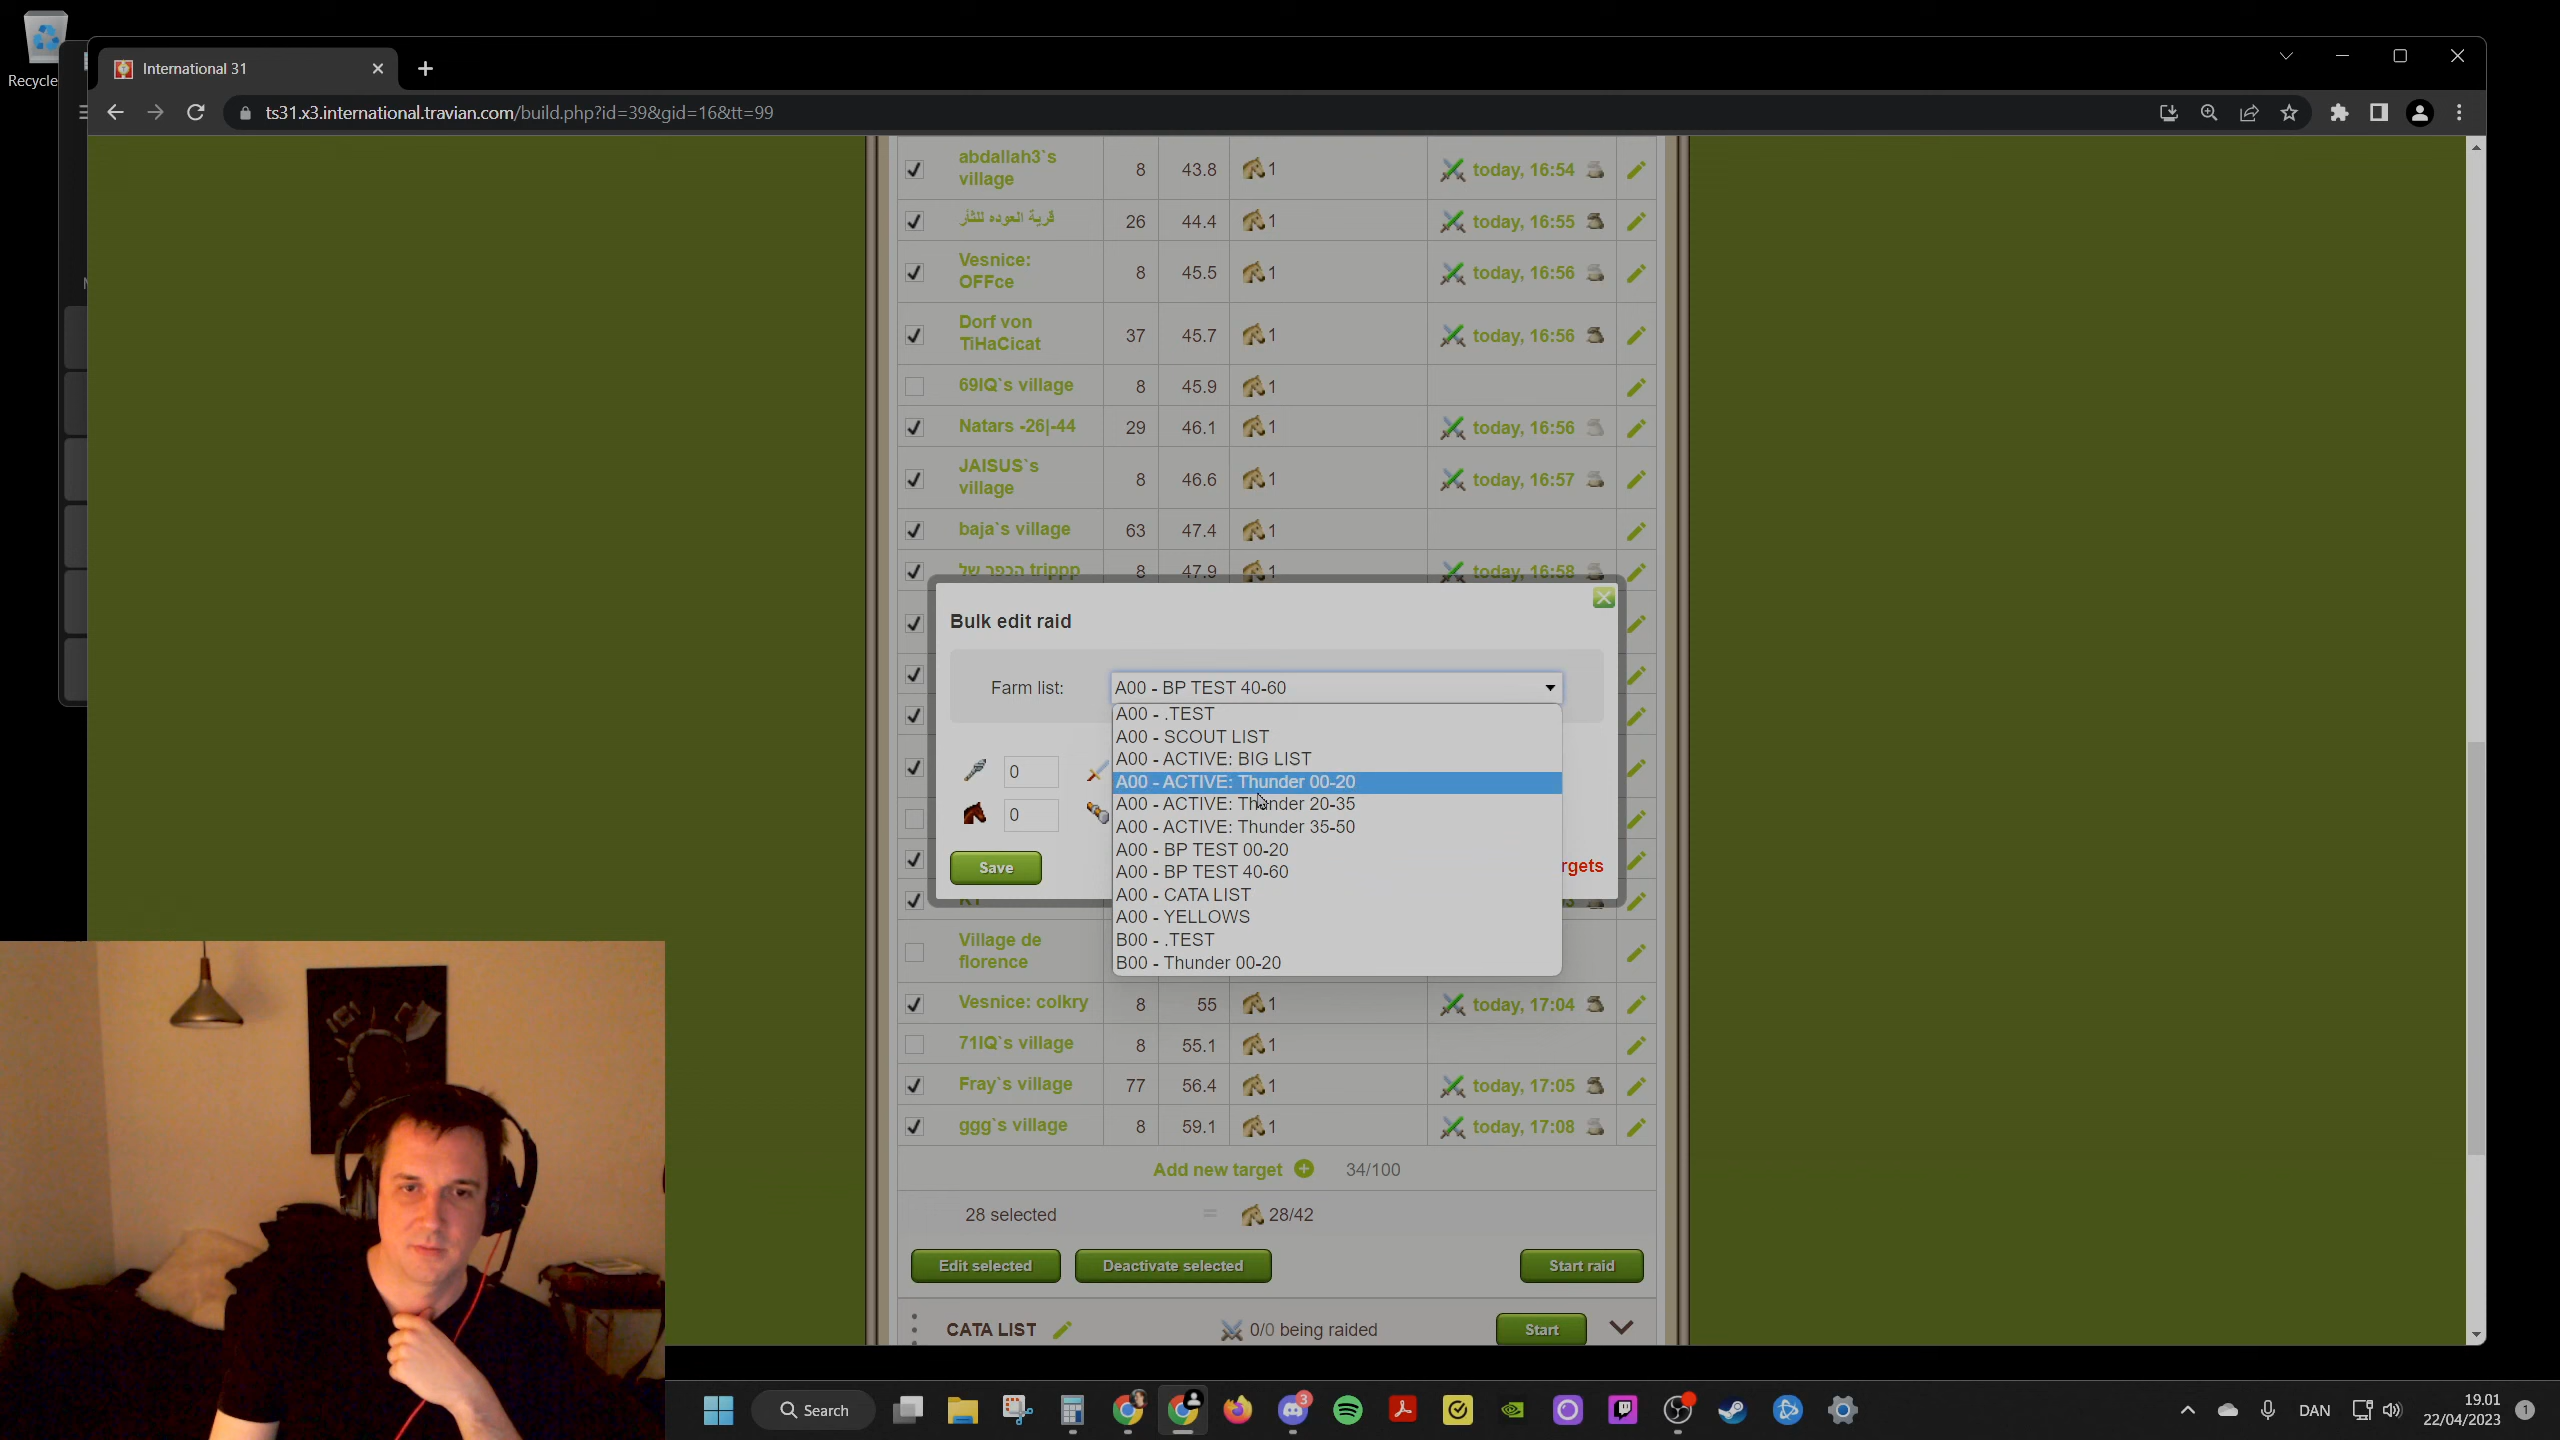 Recycle
International 31
ts31.x3.international.travian.com/build.php?id=39&gid=16&tt=99
abdallah3`s
village
8 43.8 1 today, 16:54
قرية العوده للثأر 26 44.4 1 today, 16:55
Vesnice:
OFFce
8 45.5 1 today, 16:56
Dorf von
TiHaCicat
37 45.7 1 today, 16:56
69IQ`s village 8 45.9 1
Natars -26|-44 29 46.1 1 today, 16:56
JAISUS`s
village
8 46.6 1 today, 16:57
baja`s village 63 47.4 1
הכפר של trippp 8 47.9 1 today, 16:58
Bulk edit raid
Farm list: A00 - BP TEST 40-60
A00 - .TEST
A00 - SCOUT LIST
A00 - ACTIVE: BIG LIST
A00 - ACTIVE: Thunder 00-20
A00 - ACTIVE: Thunder 20-35
A00 - ACTIVE: Thunder 35-50
A00 - BP TEST 00-20
A00 - BP TEST 40-60
A00 - CATA LIST
A00 - YELLOWS
B00 - .TEST
B00 - Thunder 00-20
0
0
Save
rgets
Village de
florence
Vesnice: colkry 8 55 1 today, 17:04
71IQ`s village 8 55.1 1
Fray`s village 77 56.4 1 today, 17:05
ggg`s village 8 59.1 1 today, 17:08
Add new target 34/100
28 selected = 28/42
Edit selected Deactivate selected Start raid
CATA LIST 0/0 being raided Start
Search
3
DAN
19.01
22/04/2023
1